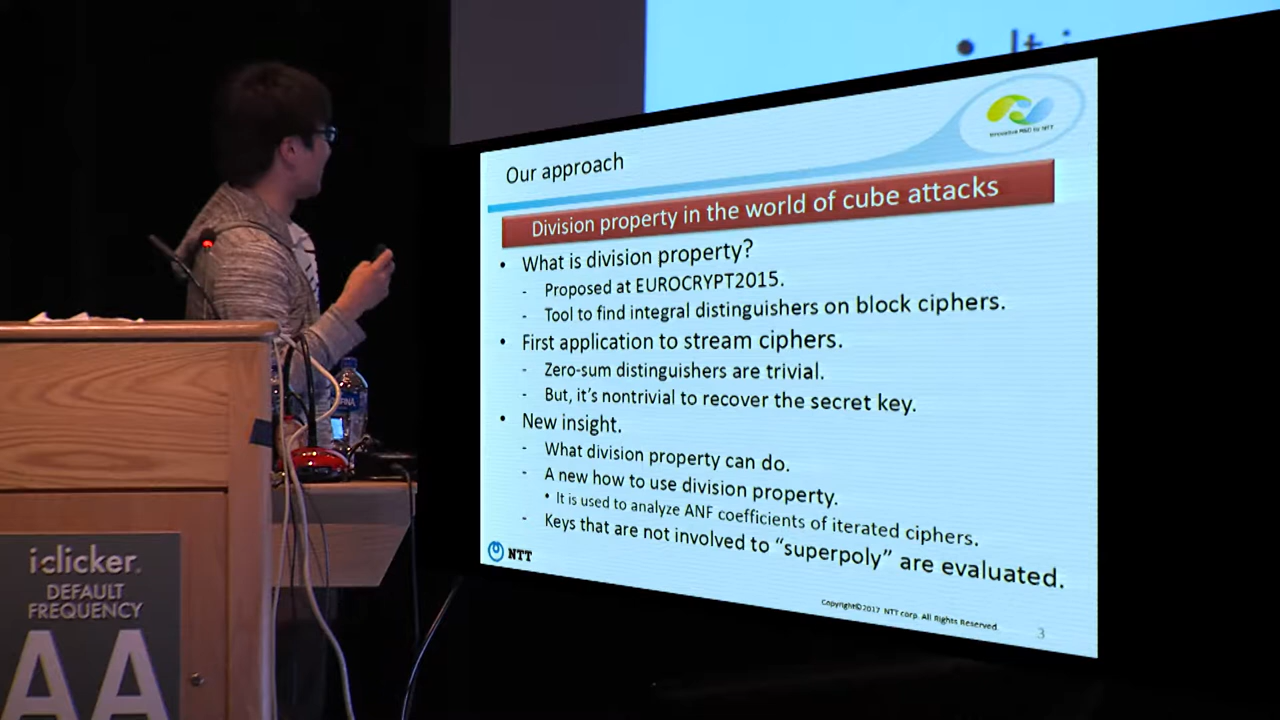 • It i
Innovative R&D by NTT
Our approach
Division property in the world of cube attacks
• What is division property?
- Proposed at EUROCRYPT2015.
- Tool to find integral distinguishers on block ciphers.
• First application to stream ciphers.
- Zero-sum distinguishers are trivial.
- But, it's nontrivial to recover the secret key.
• New insight.
- What division property can do.
- A new how to use division property.
• It is used to analyze ANF coefficients of iterated ciphers.
- Keys that are not involved to “superpoly” are evaluated.
NTT
Copyright©2017 NTT corp. All Rights Reserved.
3
iclicker.
DEFAULT
FREQUENCY
AA